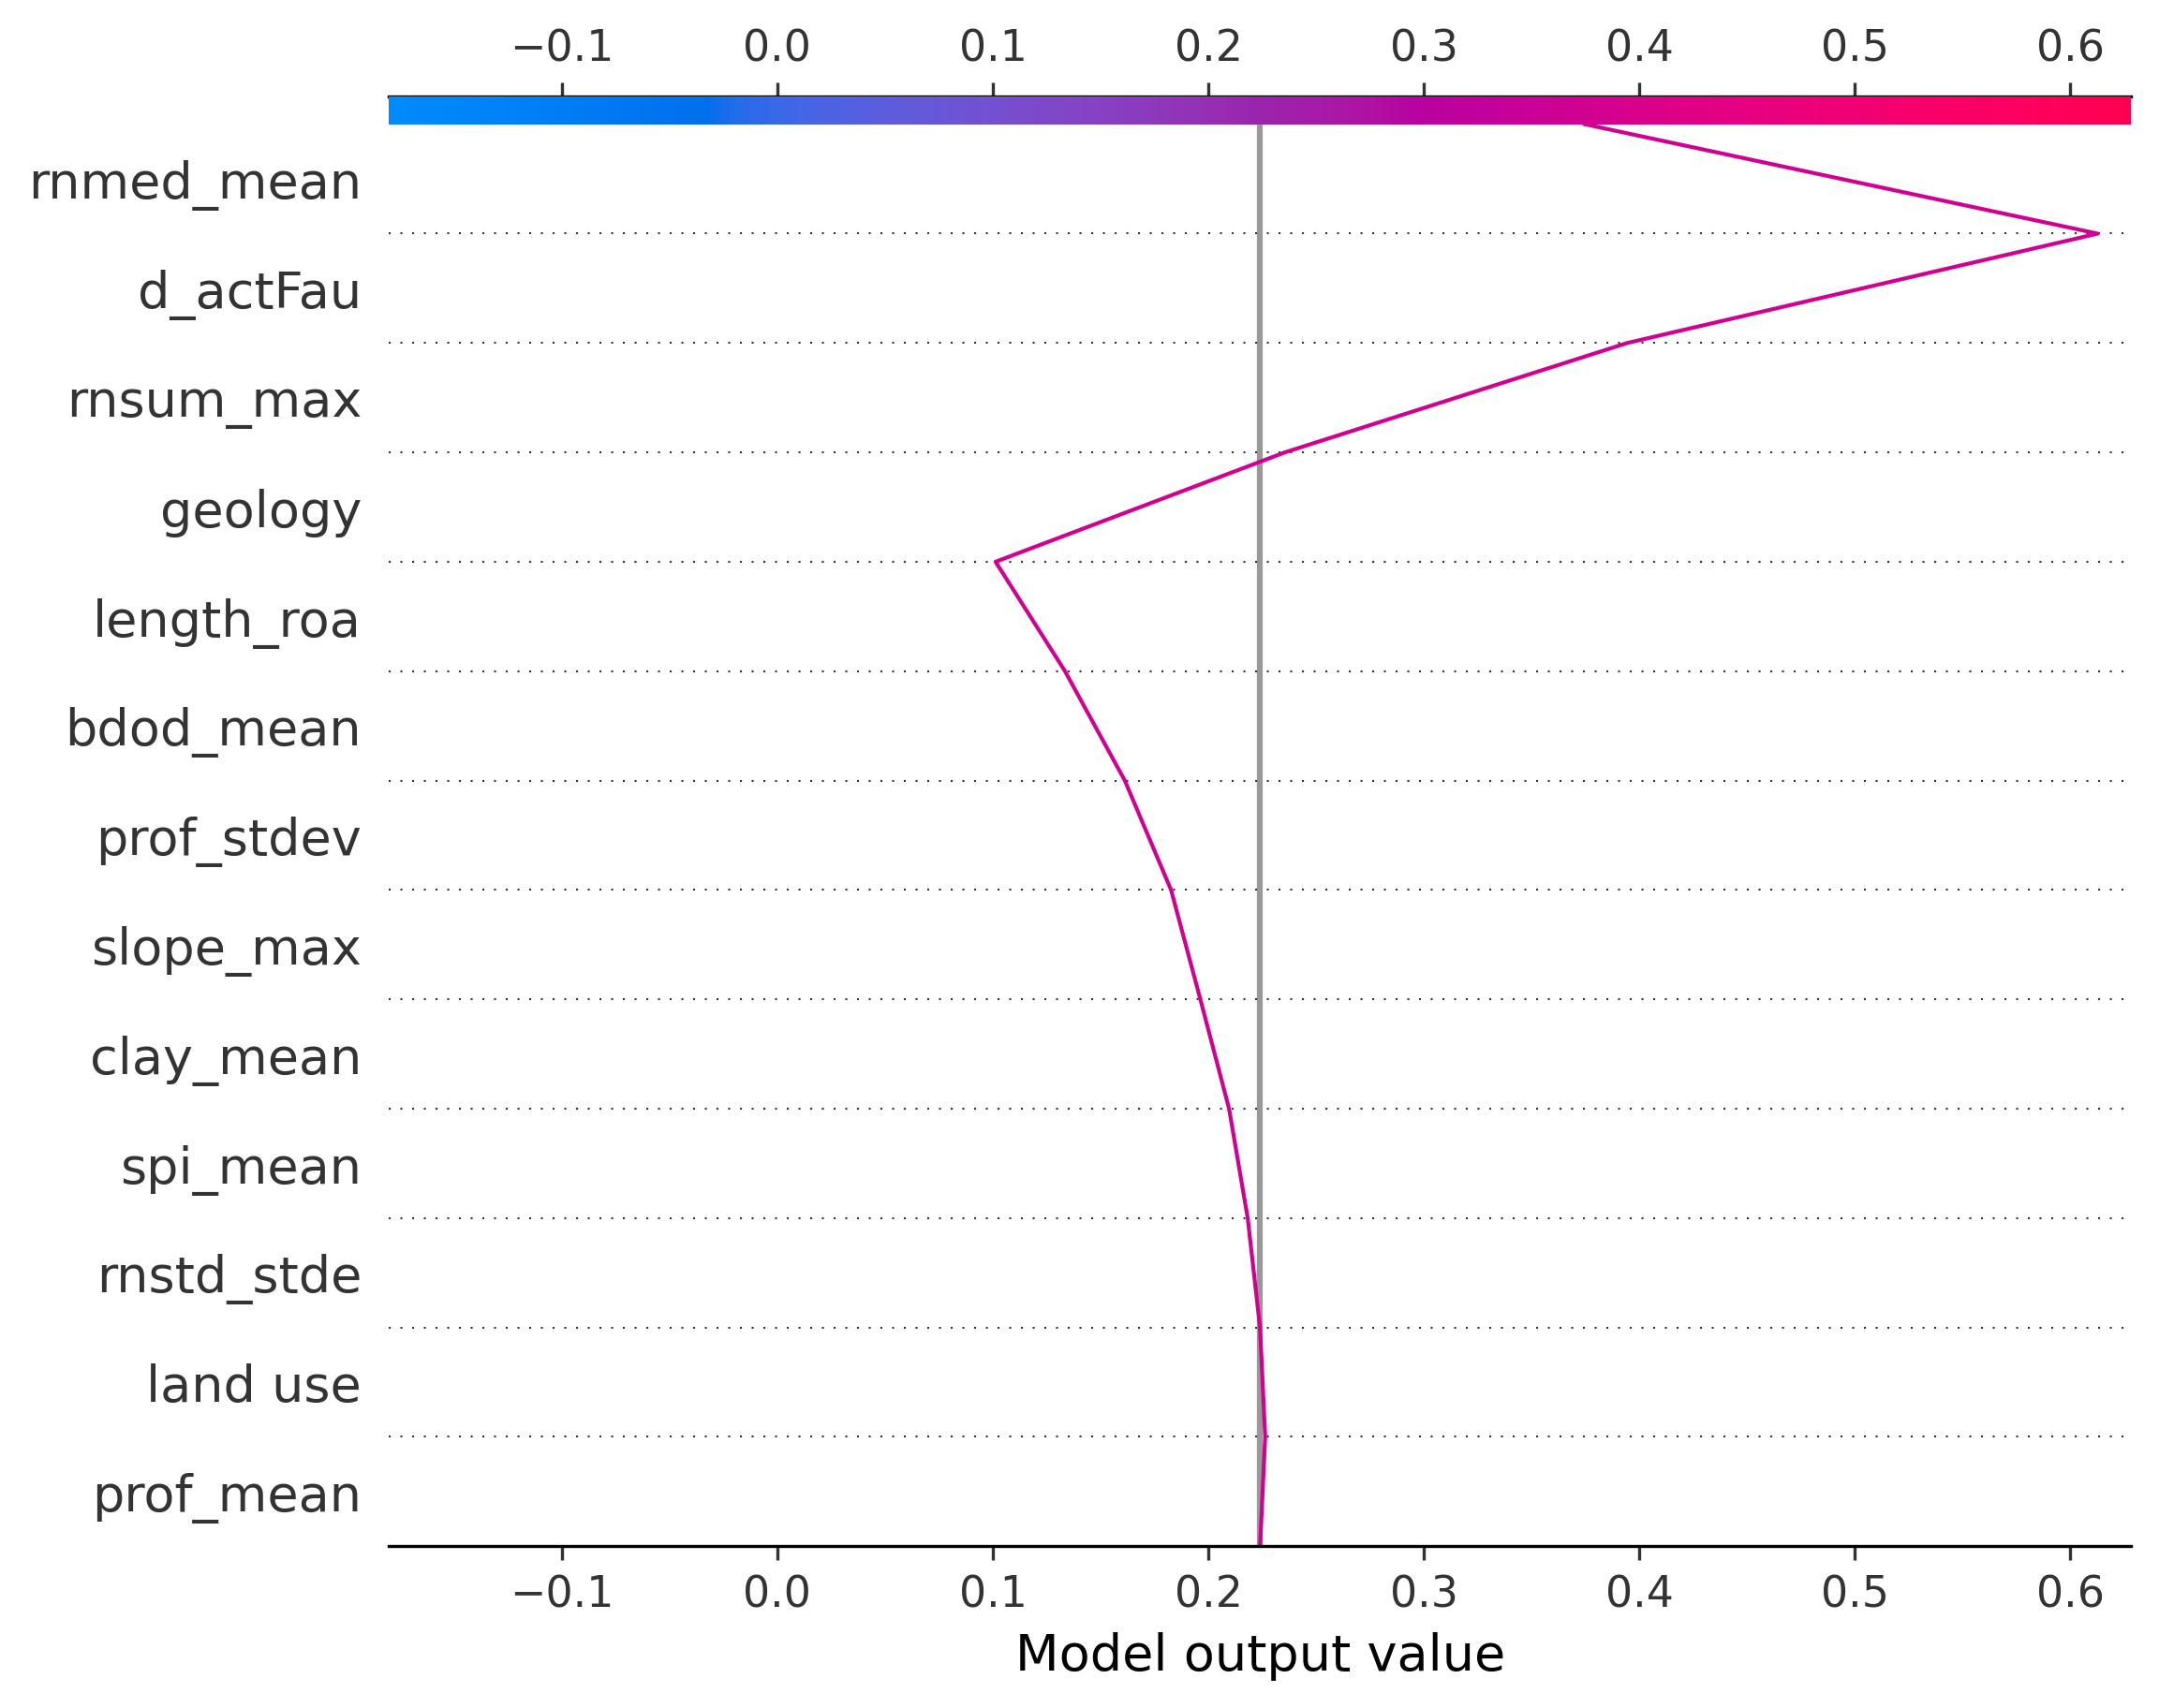 −0.1 0.0 0.1 0.2 0.3 0.4 0.5 0.6
rnmed_mean
d_actFau
rnsum_max
geology
length_roa
bdod_mean
prof_stdev
slope_max
clay_mean
spi_mean
rnstd_stde
land use
prof_mean
−0.1 0.0 0.1 0.2 0.3 0.4 0.5 0.6
Model output value